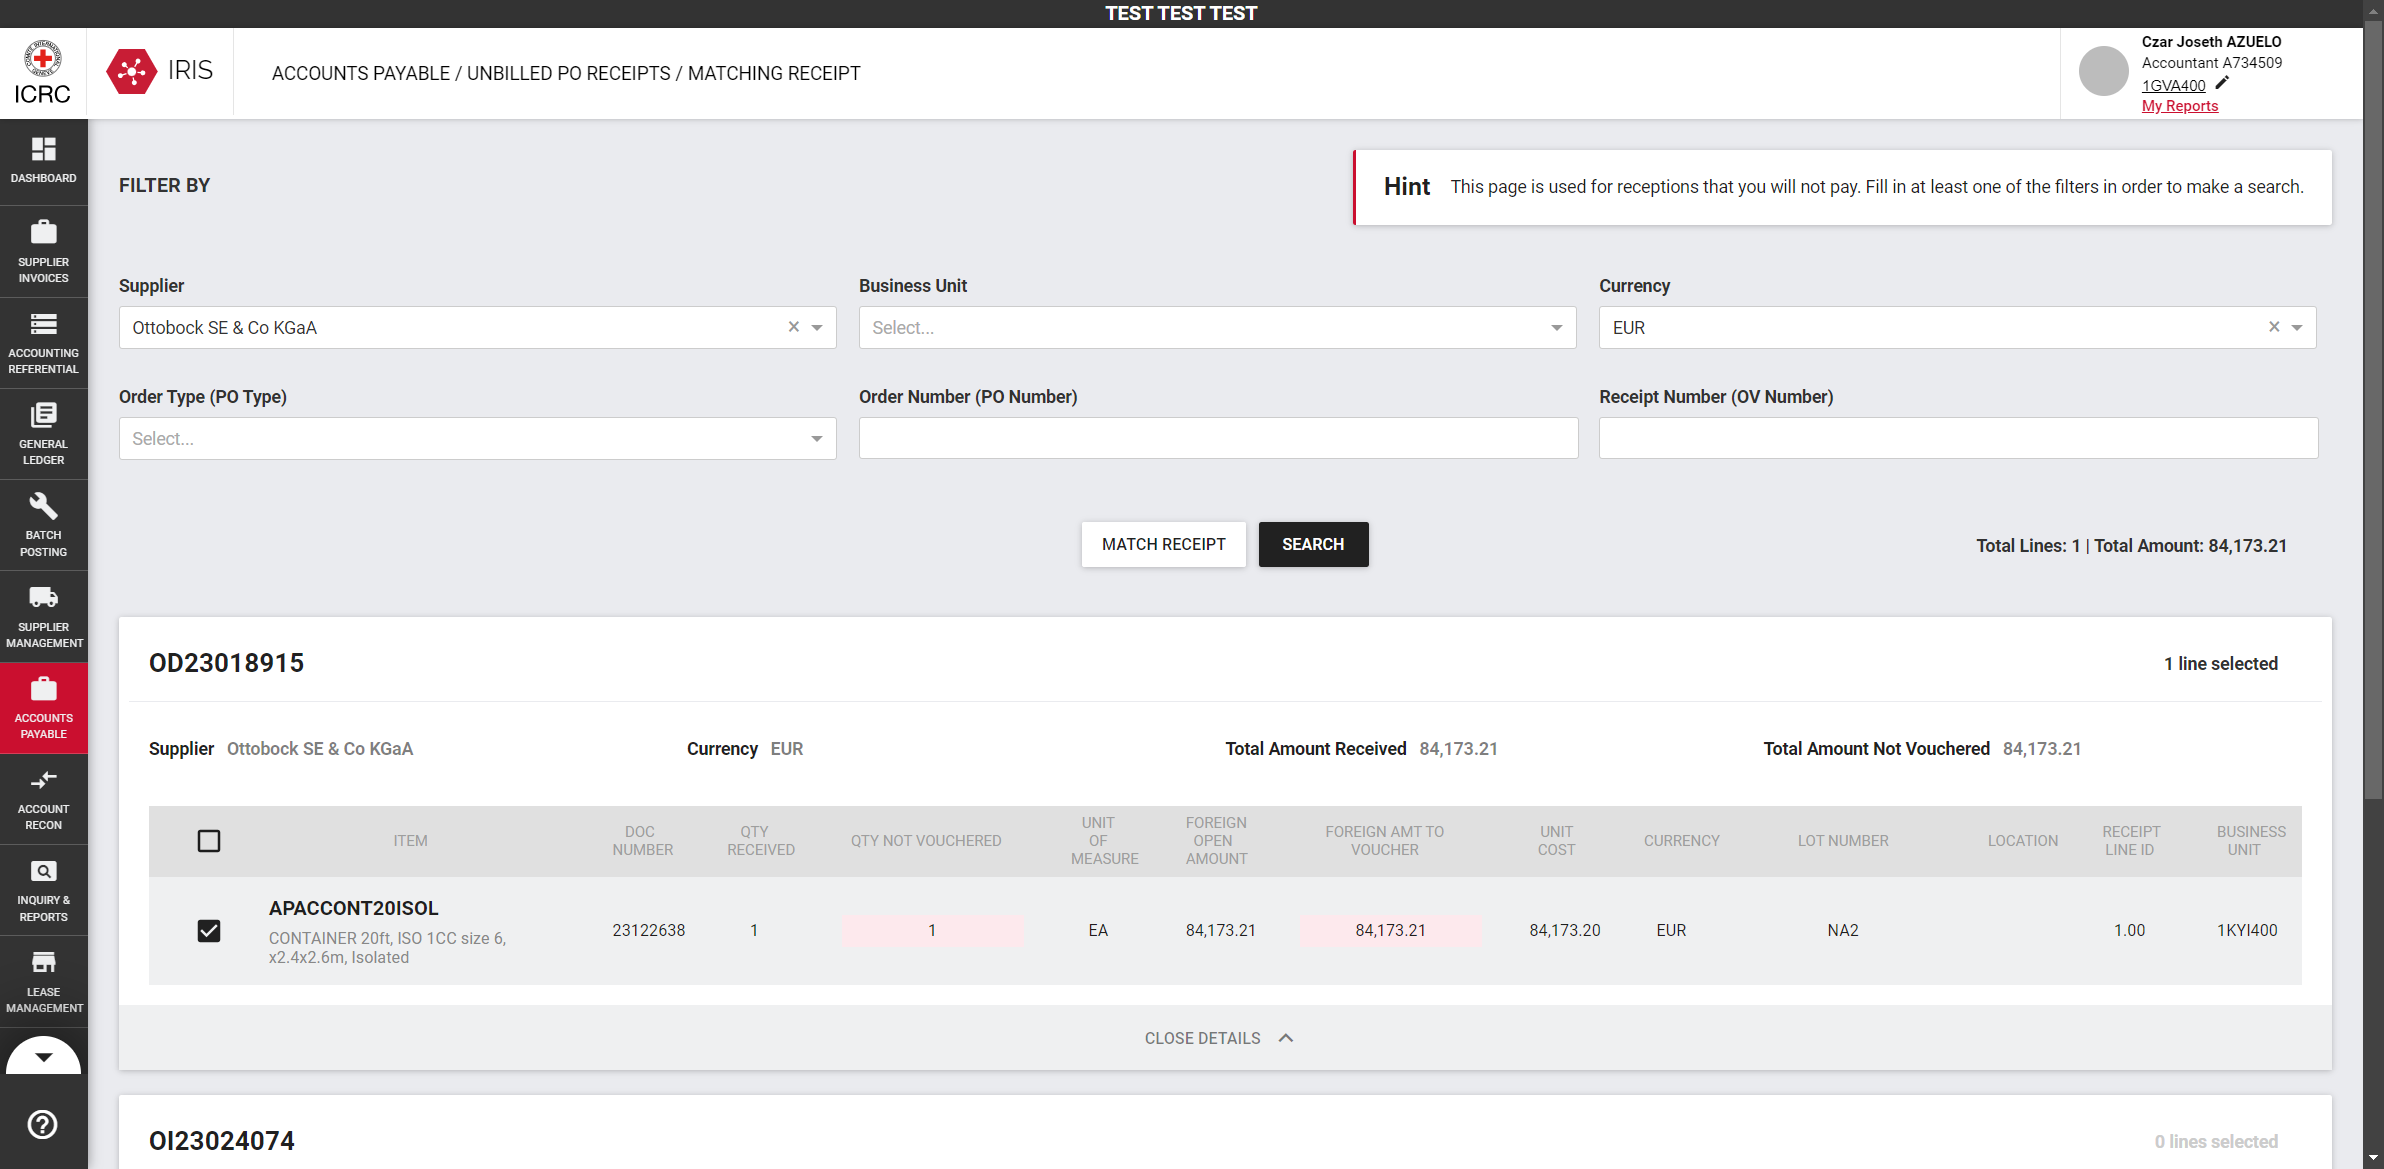 TEST TEST TEST
ICRC
IRIS
ACCOUNTS PAYABLE / UNBILLED PO RECEIPTS / MATCHING RECEIPT
Czar Joseth AZUELO
Accountant A734509
1GVA400
My Reports
DASHBOARD
SUPPLIER
INVOICES
ACCOUNTING
REFERENTIAL
GENERAL
LEDGER
BATCH
POSTING
SUPPLIER
MANAGEMENT
ACCOUNTS
PAYABLE
ACCOUNT
RECON
INQUIRY &
REPORTS
LEASE
MANAGEMENT
FILTER BY
Hint This page is used for receptions that you will not pay. Fill in at least one of the filters in order to make a search.
Supplier Business Unit Currency
Ottobock SE & Co KGaA Select... EUR
Order Type (PO Type) Order Number (PO Number) Receipt Number (OV Number)
Select...
MATCH RECEIPT SEARCH Total Lines: 1 | Total Amount: 84,173.21
OD23018915 1 line selected
Supplier Ottobock SE & Co KGaA Currency EUR Total Amount Received 84,173.21 Total Amount Not Vouchered 84,173.21
ITEM DOC NUMBER QTY RECEIVED QTY NOT VOUCHERED UNIT OF MEASURE FOREIGN OPEN AMOUNT FOREIGN AMT TO VOUCHER UNIT COST CURRENCY LOT NUMBER LOCATION RECEIPT LINE ID BUSINESS UNIT
APACCONT20ISOL
CONTAINER 20ft, ISO 1CC size 6,
x2.4x2.6m, Isolated
23122638 1 1 EA 84,173.21 84,173.21 84,173.20 EUR NA2 1.00 1KYI400
CLOSE DETAILS
OI23024074 0 lines selected